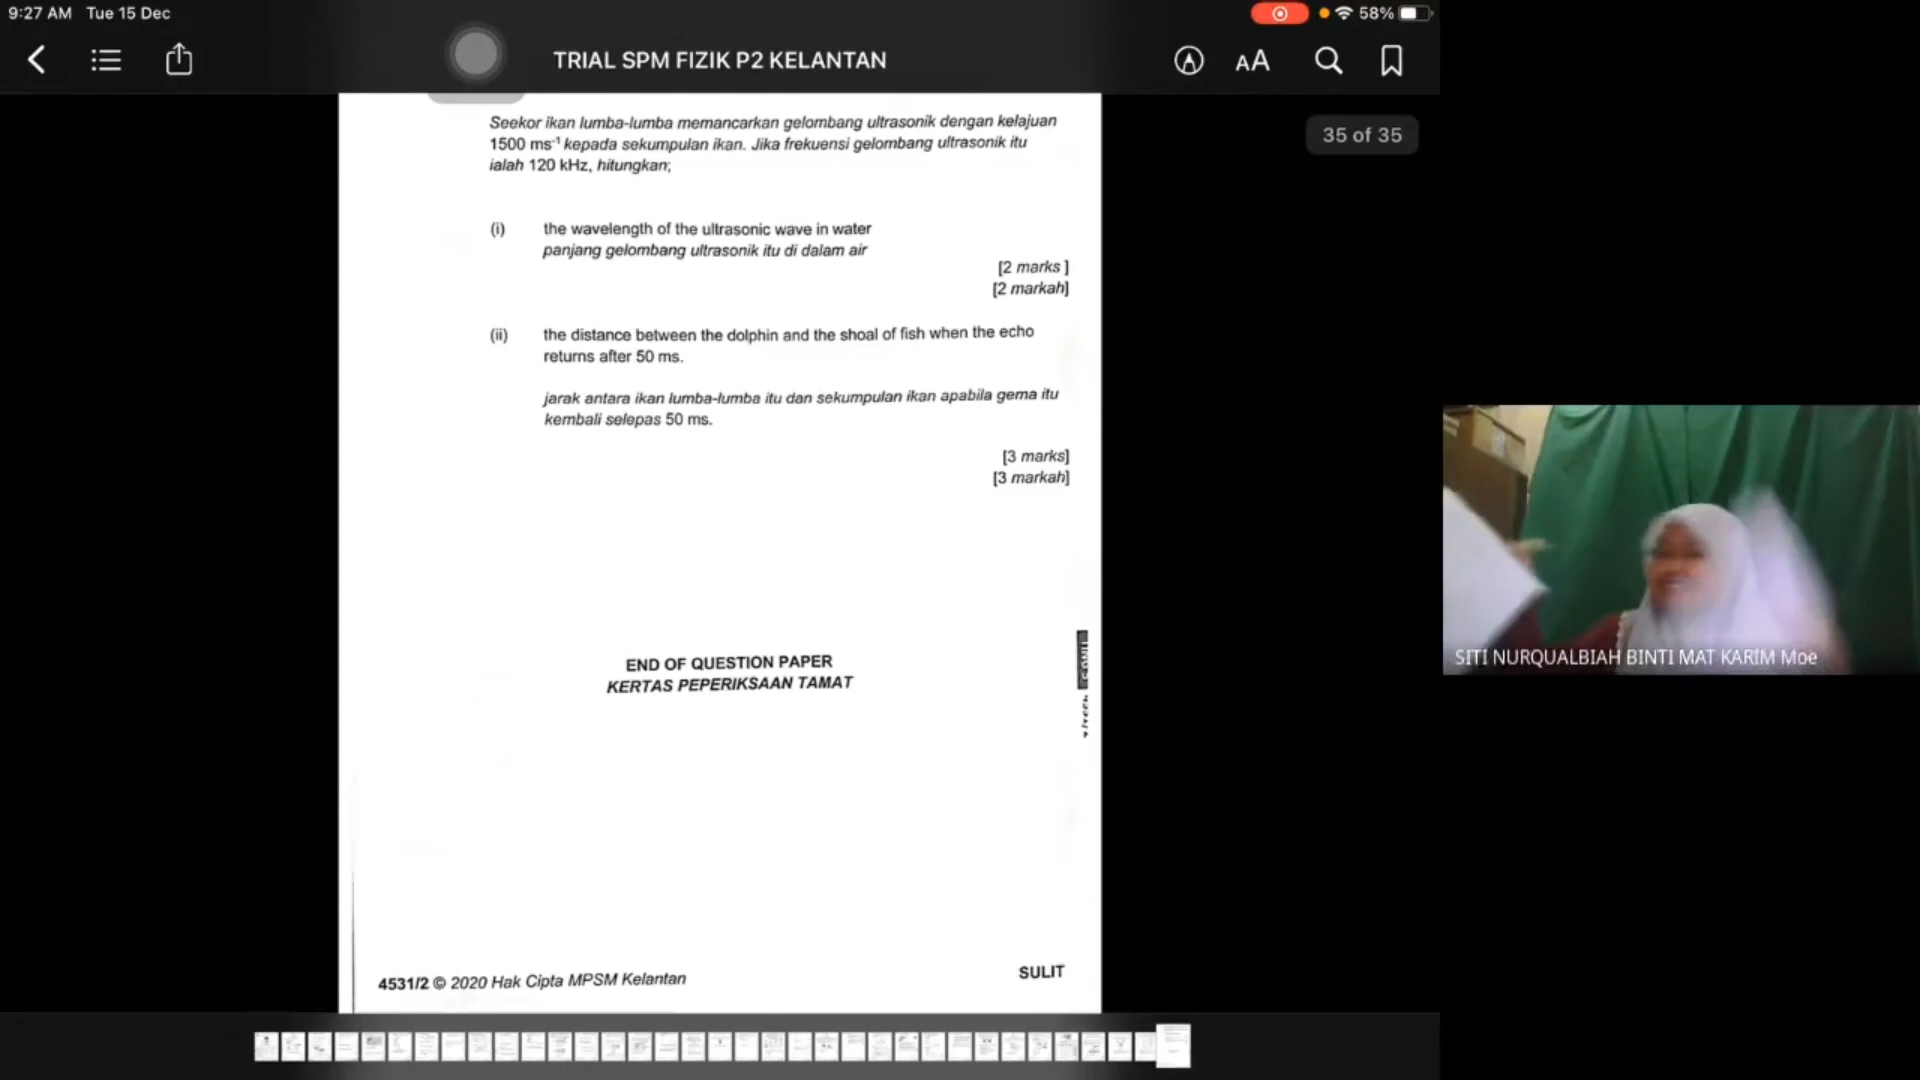 9:27 AM Tue 15 Dec
58%
TRIAL SPM FIZIK P2 KELANTAN
AA
35 of 35
Seekor ikan lumba-lumba memancarkan gelombang ultrasonik dengan kelajuan
1500 ms⁻¹ kepada sekumpulan ikan. Jika frekuensi gelombang ultrasonik itu
ialah 120 kHz, hitungkan;
(i) the wavelength of the ultrasonic wave in water
panjang gelombang ultrasonik itu di dalam air
[2 marks ]
[2 markah]
(ii) the distance between the dolphin and the shoal of fish when the echo
returns after 50 ms.
jarak antara ikan lumba-lumba itu dan sekumpulan ikan apabila gema itu
kembali selepas 50 ms.
[3 marks]
[3 markah]
END OF QUESTION PAPER
KERTAS PEPERIKSAAN TAMAT
4531/2 © 2020 Hak Cipta MPSM Kelantan
SULIT
SITI NURQUALBIAH BINTI MAT KARIM Moe